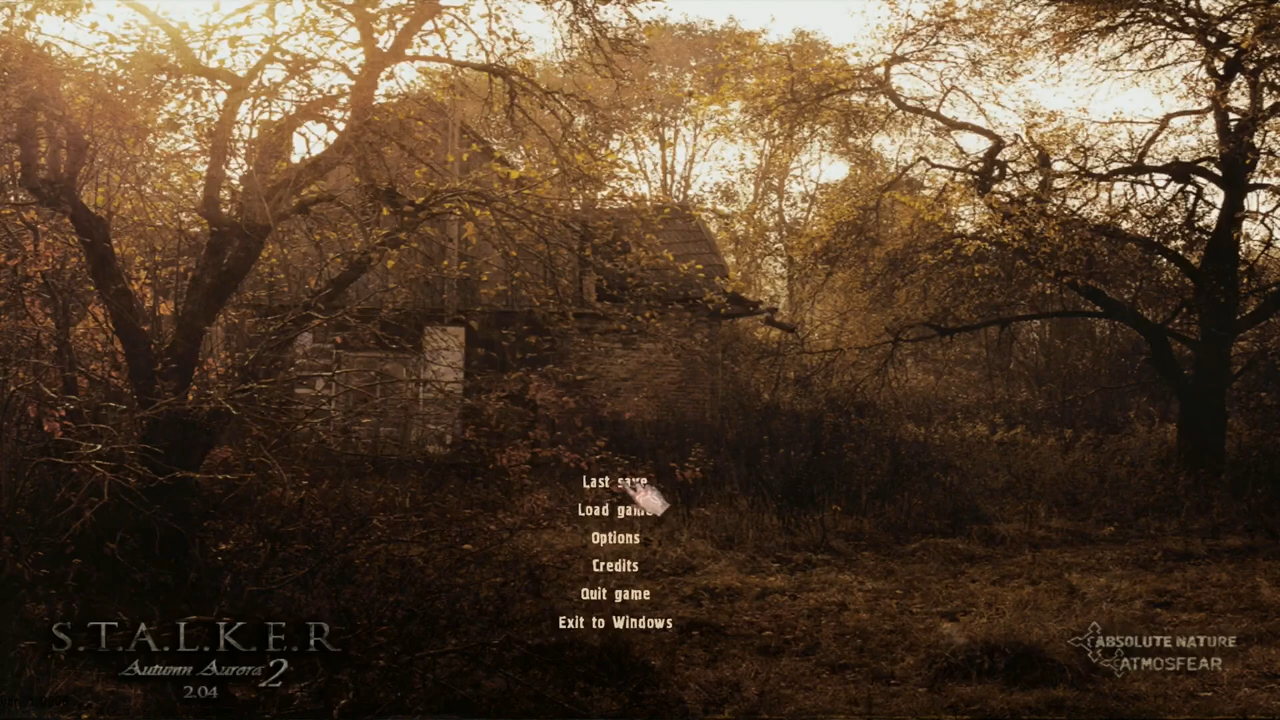 Last save
Load game
Options
Credits
Quit game
Exit to Windows
S.T.A.L.K.E.R
Autumn Aurora 2
2.04
ABSOLUTE NATURE
ATMOSFEAR